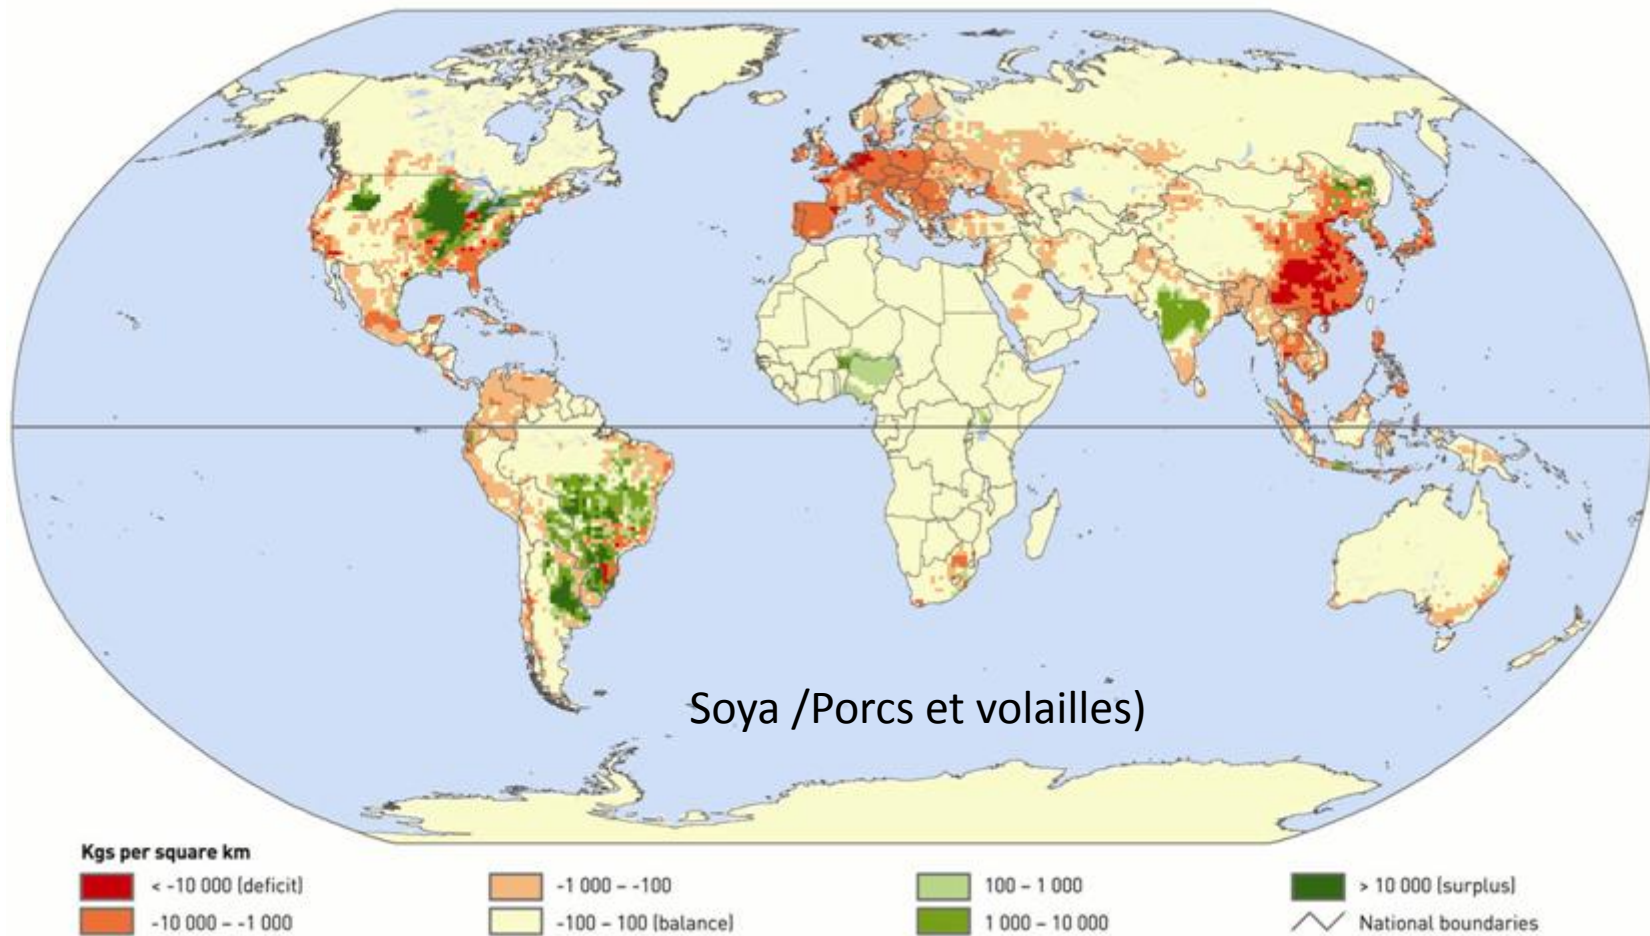 Soya /Porcs et volailles)
Kgs per square km
< -10 000 (deficit)
-10 000 – -1 000
-1 000 – -100
-100 – 100 (balance)
100 – 1 000
1 000 – 10 000
> 10 000 (surplus)
National boundaries